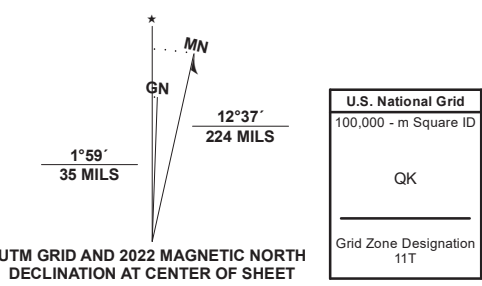 ★
MN
GN
12°37´
224 MILS
1°59´
35 MILS
UTM GRID AND 2022 MAGNETIC NORTH
DECLINATION AT CENTER OF SHEET
U.S. National Grid
100,000 - m Square ID
QK
Grid Zone Designation
11T